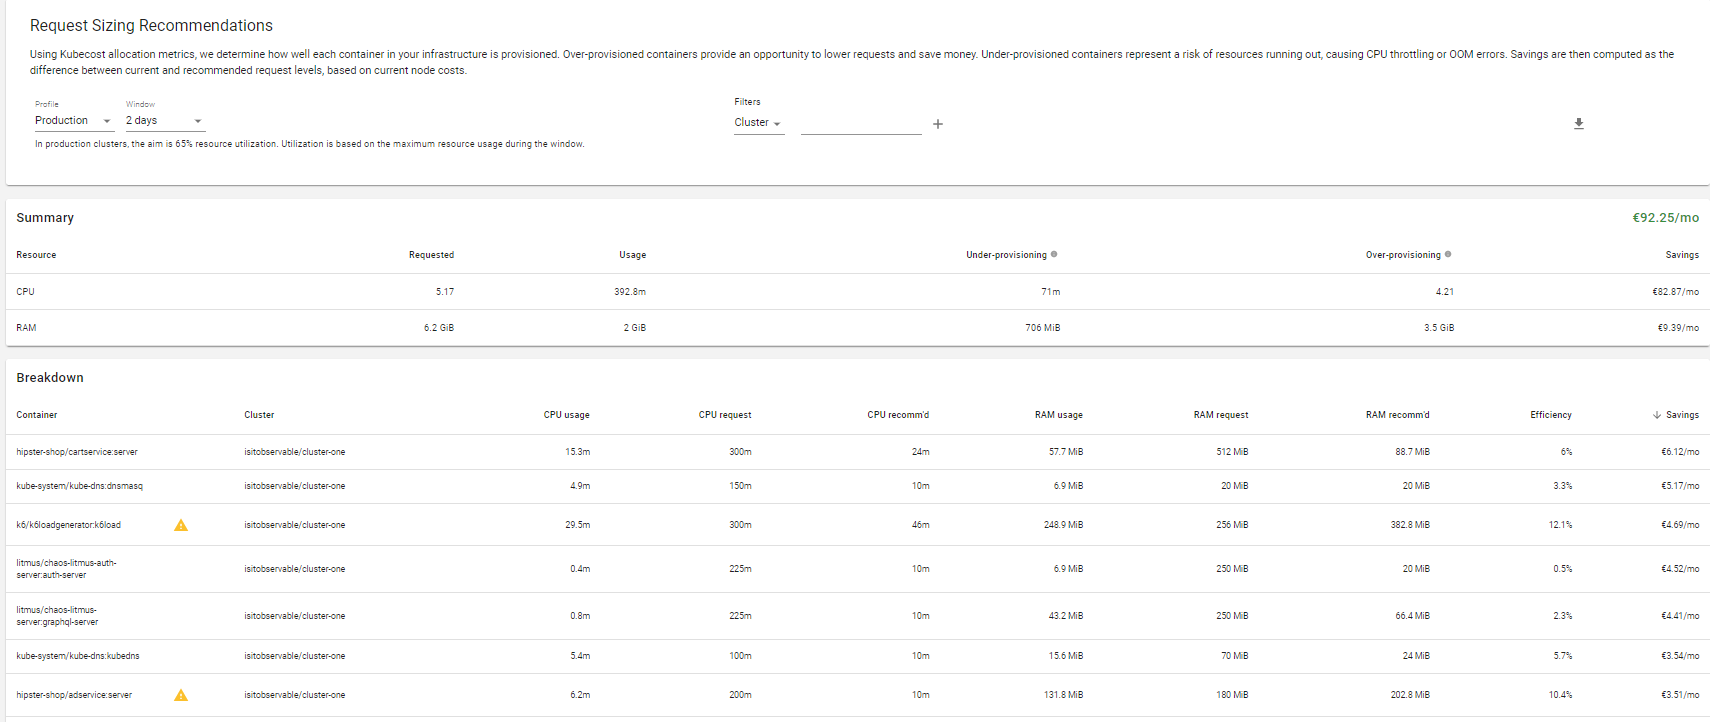 Request Sizing Recommendations
Using Kubecost allocation metrics, we determine how well each container in your infrastructure is provisioned. Over-provisioned containers provide an opportunity to lower requests and save money. Under-provisioned containers represent a risk of resources running out, causing CPU throttling or OOM errors. Savings are then computed as the
difference between current and recommended request levels, based on current node costs.
Profile Window Filters
Production 2 days Cluster
In production clusters, the aim is 65% resource utilization. Utilization is based on the maximum resource usage during the window.
Summary €92.25/mo
Resource Requested Usage Under-provisioning Over-provisioning Savings
CPU 5.17 392.8m 71m 4.21 €82.87/mo
RAM 6.2 GiB 2 GiB 706 MiB 3.5 GiB €9.39/mo
Breakdown
Container Cluster CPU usage CPU request CPU recomm'd RAM usage RAM request RAM recomm'd Efficiency Savings
hipster-shop/cartservice:server isitobservable/cluster-one 15.3m 300m 24m 57.7 MiB 512 MiB 88.7 MiB 6% €6.12/mo
kube-system/kube-dns:dnsmasq isitobservable/cluster-one 4.9m 150m 10m 6.9 MiB 20 MiB 20 MiB 3.3% €5.17/mo
k6/k6loadgenerator:k6load isitobservable/cluster-one 29.5m 300m 46m 248.9 MiB 256 MiB 382.8 MiB 12.1% €4.69/mo
litmus/chaos-litmus-auth-
server:auth-server isitobservable/cluster-one 0.4m 225m 10m 6.9 MiB 250 MiB 20 MiB 0.5% €4.52/mo
litmus/chaos-litmus-
server:graphql-server isitobservable/cluster-one 0.8m 225m 10m 43.2 MiB 250 MiB 66.4 MiB 2.3% €4.41/mo
kube-system/kube-dns:kubedns isitobservable/cluster-one 5.4m 100m 10m 15.6 MiB 70 MiB 24 MiB 5.7% €3.54/mo
hipster-shop/adservice:server isitobservable/cluster-one 6.2m 200m 10m 131.8 MiB 180 MiB 202.8 MiB 10.4% €3.51/mo